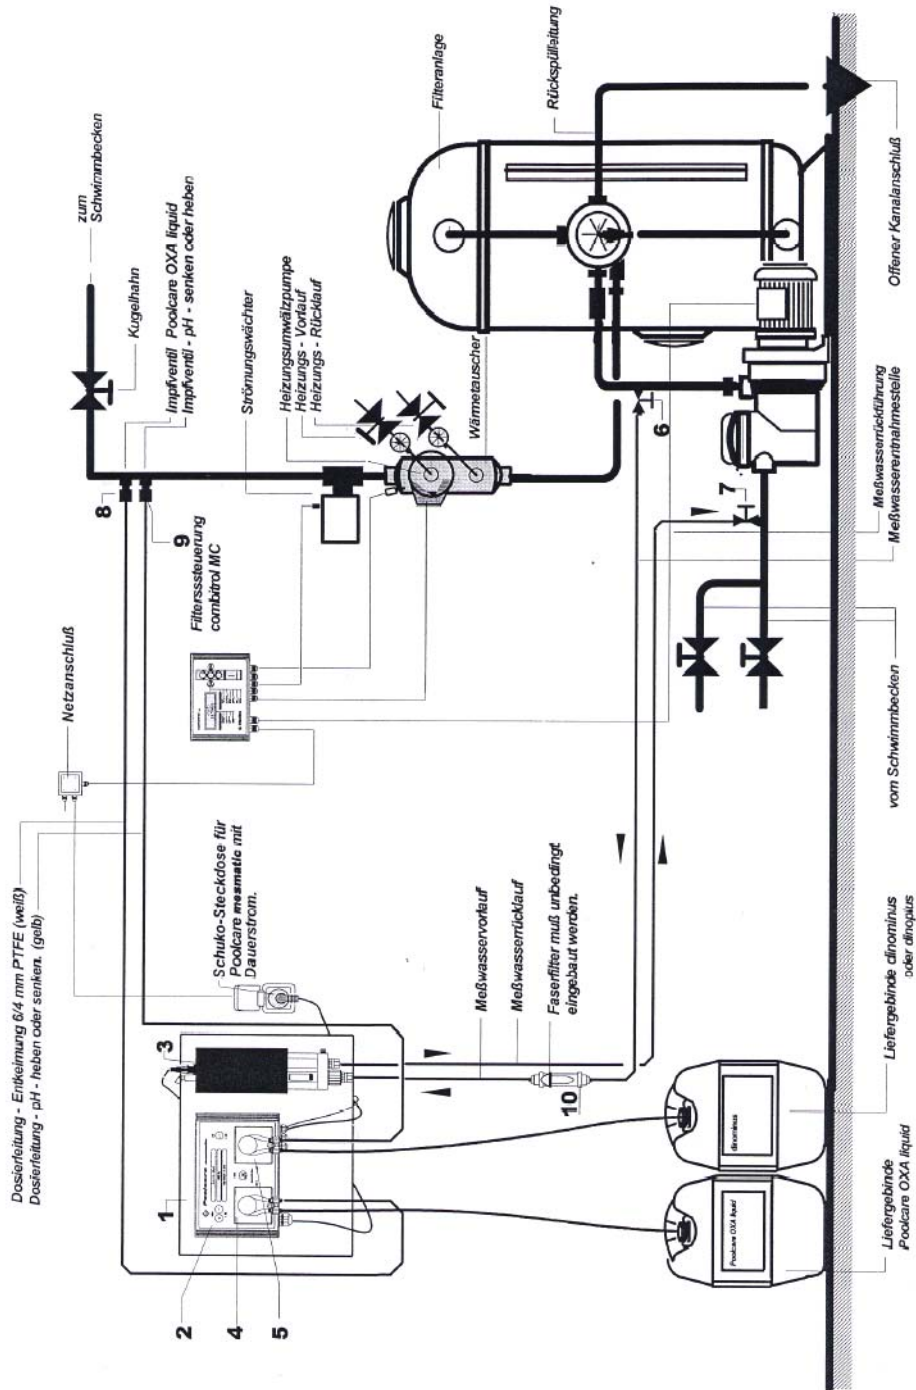 Dosierleitung - Entkeimung 6/4 mm PTFE (weiß)
Dosierleitung - pH - heben oder senken. (gelb)
Netzanschluß
zum
Schwimmbecken
Kugelhahn
8
9
Impfventil Poolcare OXA liquid
Impfventil - pH - senken oder heben
Filterssteuerung
combitrol MC
Strömungswächter
Heizungsumwälzpumpe
Heizungs - Vorlauf
Heizungs - Rücklauf
Wärmetauscher
Filteranlage
Rückspülleitung
1
2
3
4
5
Poolcare
Schuko-Steckdose für
Poolcare mesmatic mit
Dauerstrom.
Meßwasservorlauf
Meßwasserrücklauf
Faserfilter muß unbedingt
eingebaut werden.
10
6
7
Poolcare OXA liquid
dinominus
Liefergebinde
Poolcare OXA liquid
Liefergebinde dinominus
oder dinoplus
vom Schwimmbecken
Meßwasserrückführung
Meßwasserentnahmestelle
Offener Kanalanschluß